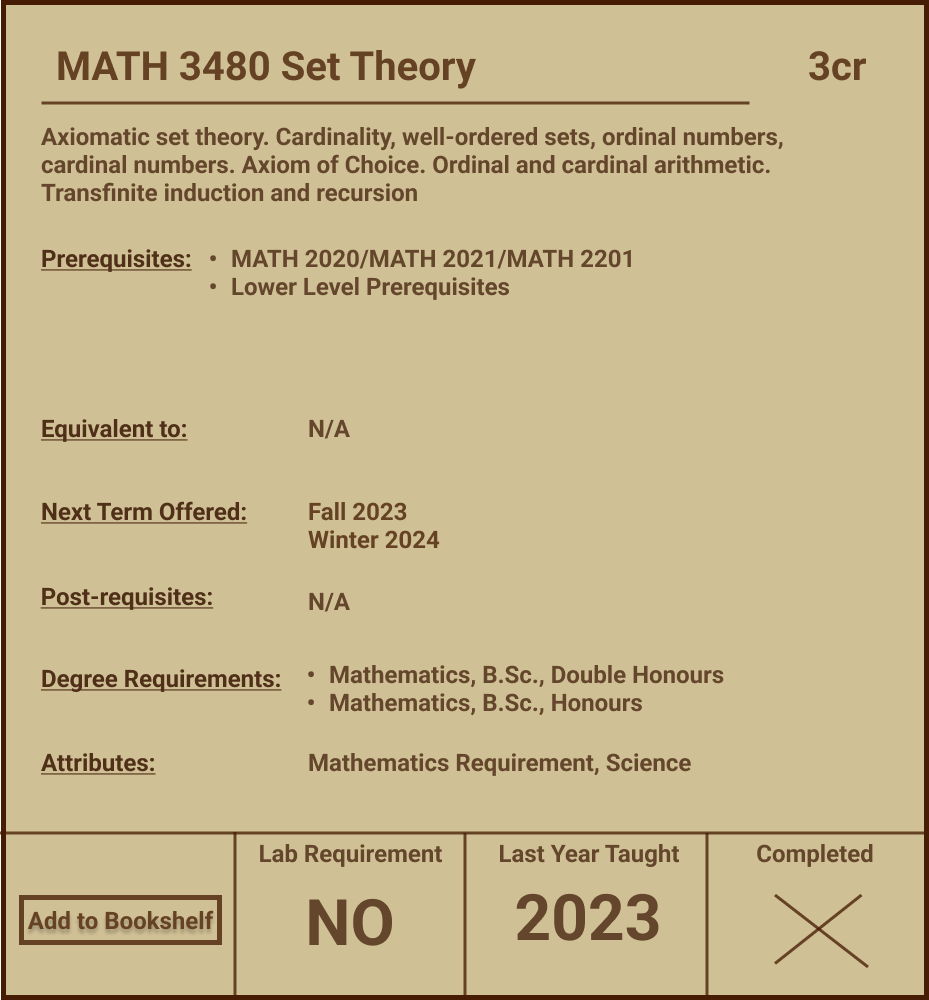 MATH 3480 Set Theory 3cr
Axiomatic set theory. Cardinality, well-ordered sets, ordinal numbers,
cardinal numbers. Axiom of Choice. Ordinal and cardinal arithmetic.
Transfinite induction and recursion
Prerequisites: • MATH 2020/MATH 2021/MATH 2201
• Lower Level Prerequisites
Equivalent to: N/A
Next Term Offered: Fall 2023
Winter 2024
Post-requisites: N/A
Degree Requirements: • Mathematics, B.Sc., Double Honours
• Mathematics, B.Sc., Honours
Attributes: Mathematics Requirement, Science
Lab Requirement Last Year Taught Completed
Add to Bookshelf NO 2023